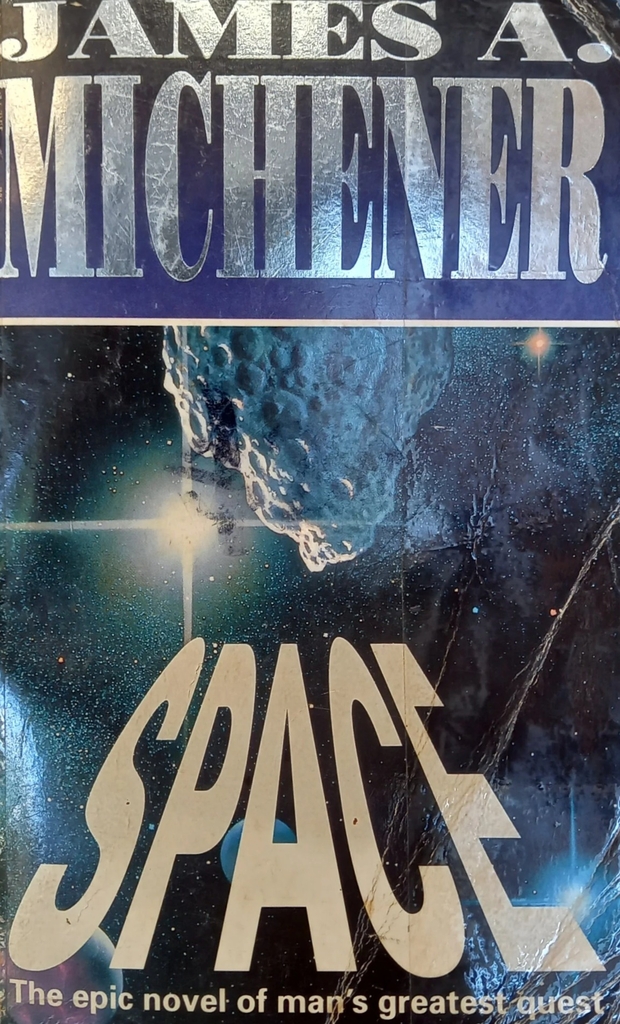 JAMES A.
MICHENER
SPACE
The epic novel of man's greatest quest